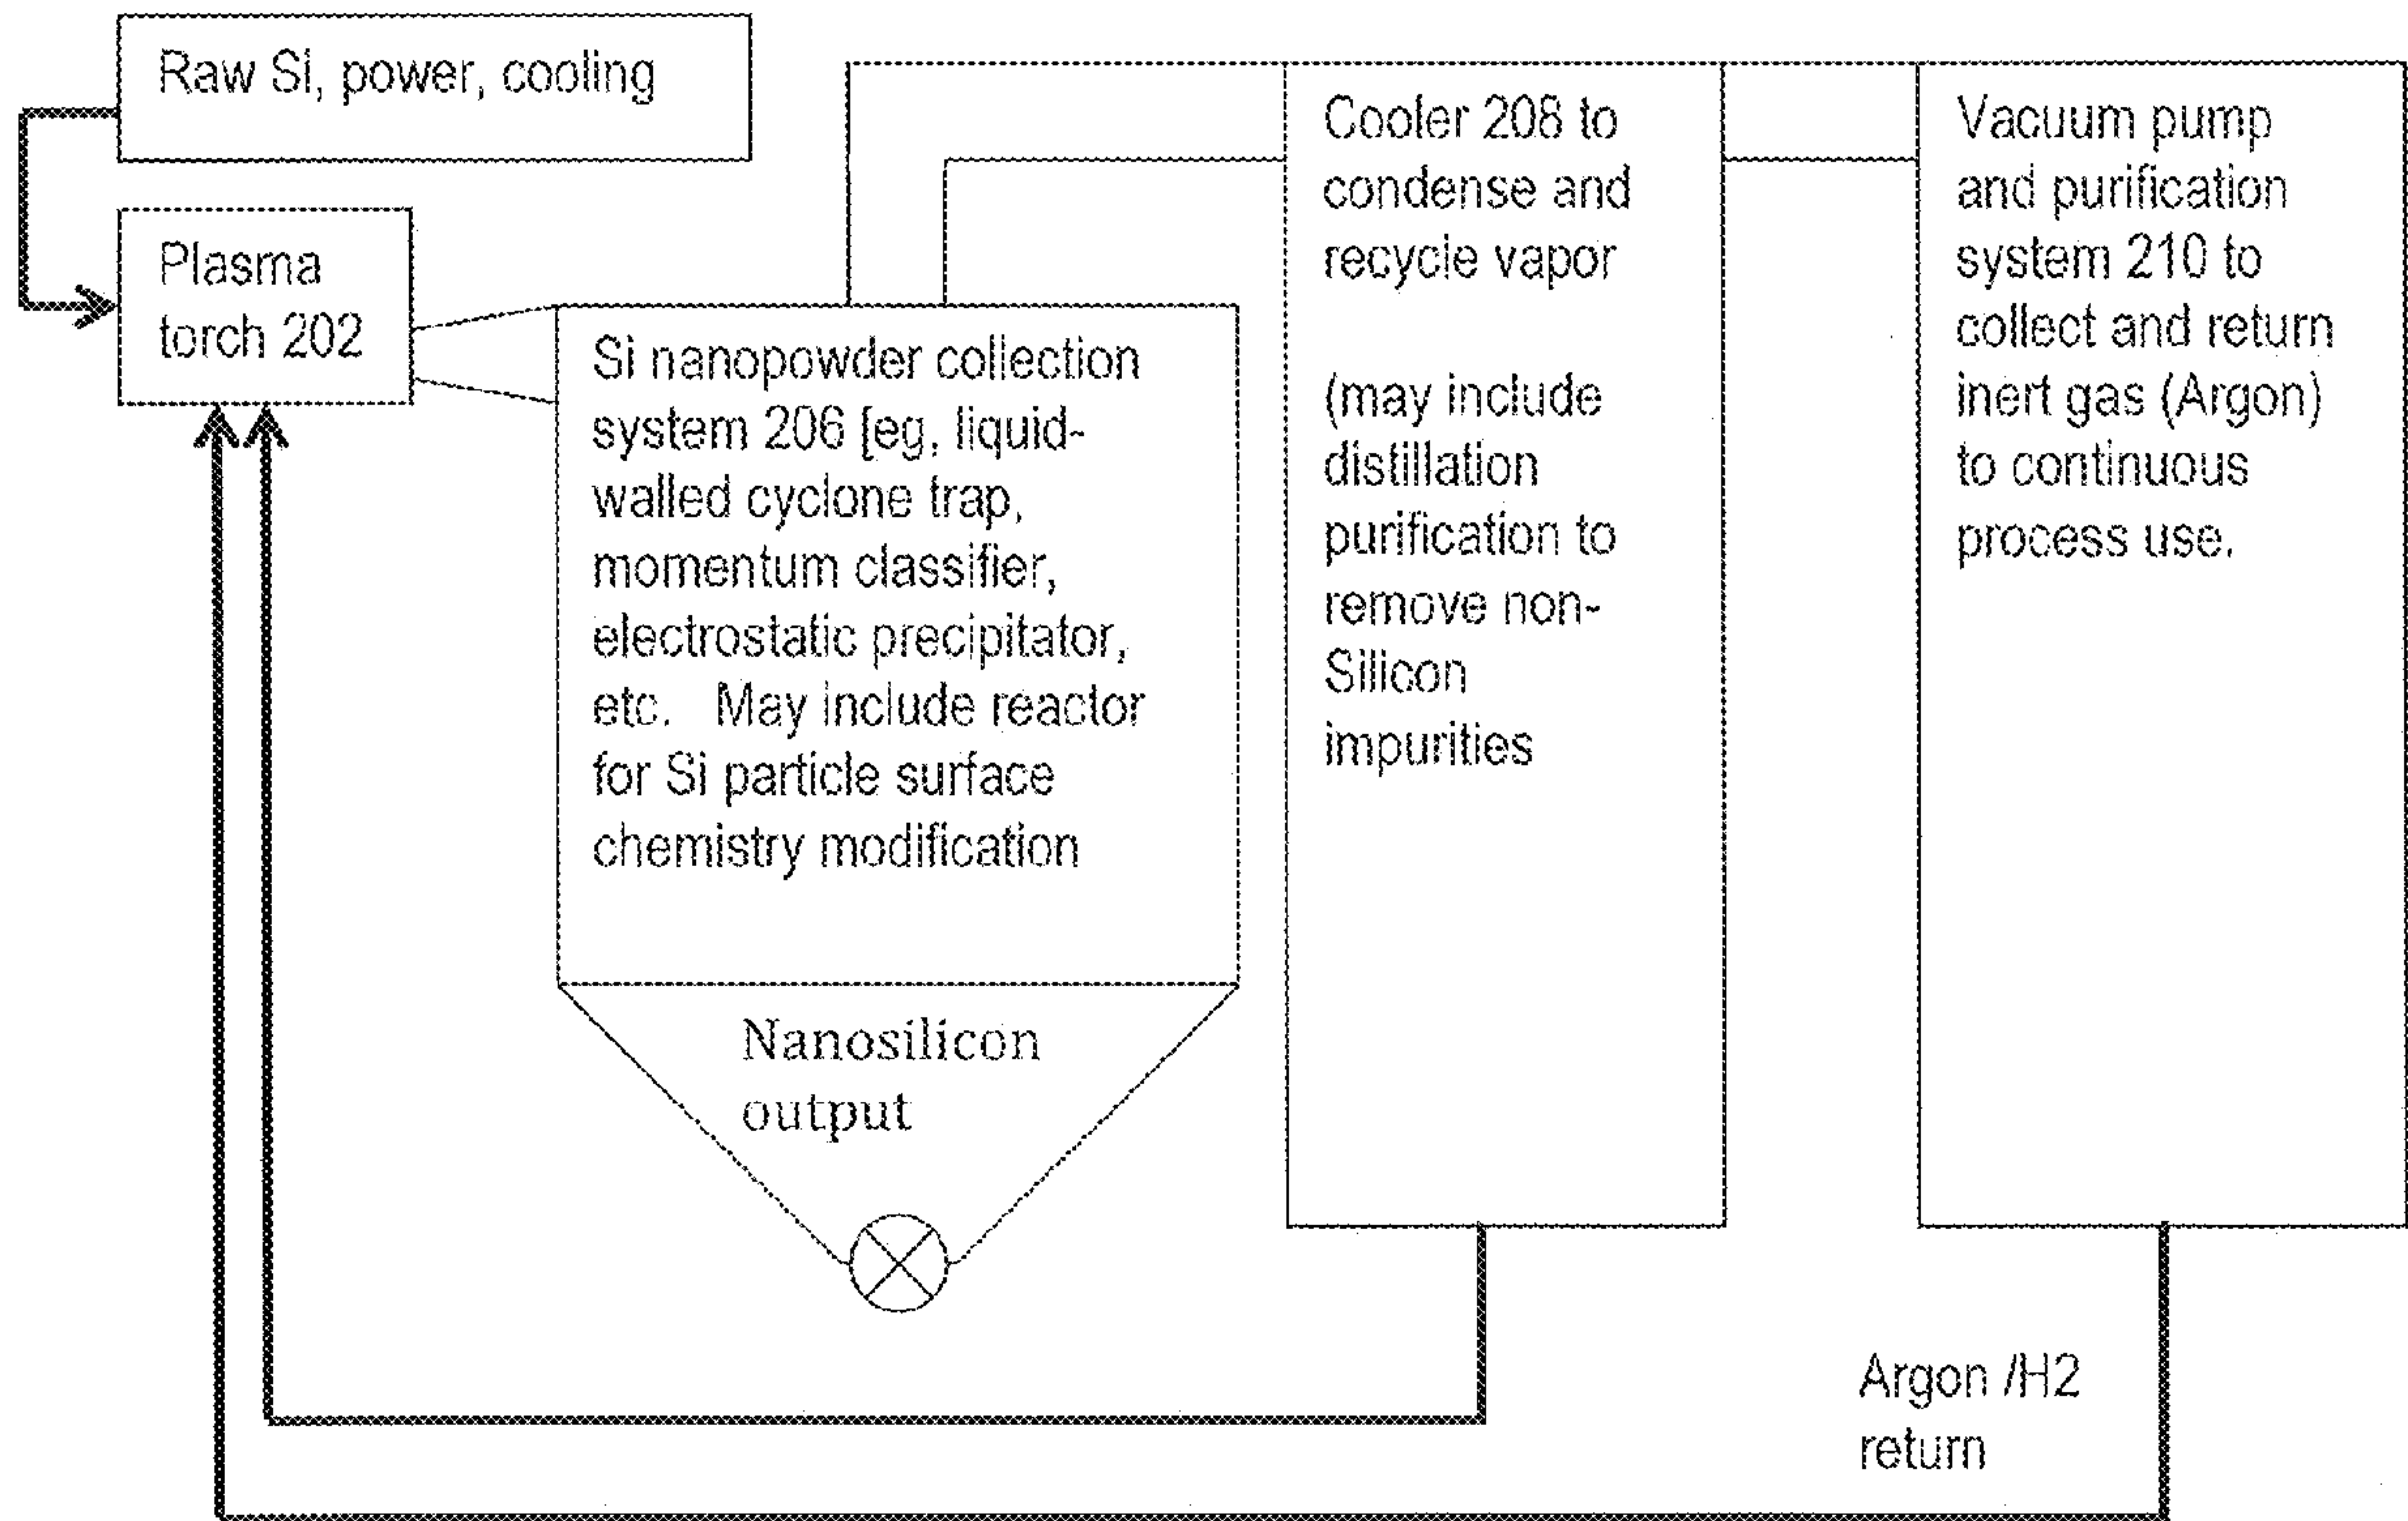 Raw Si, power, cooling
Plasma
torch 202
Si nanopowder collection
system 206 [eg, liquid-
walled cyclone trap,
momentum classifier,
electrostatic precipitator,
etc.   May include reactor
for Si particle surface
chemistry modification
Nanosilicon
output
Cooler 208 to
condense and
recycle vapor
(may include
distillation
purification to
remove non-
Silicon
impurities
Vacuum pump
and purification
system 210 to
collect and return
inert gas (Argon)
to continuous
process use.
Argon /H2
return